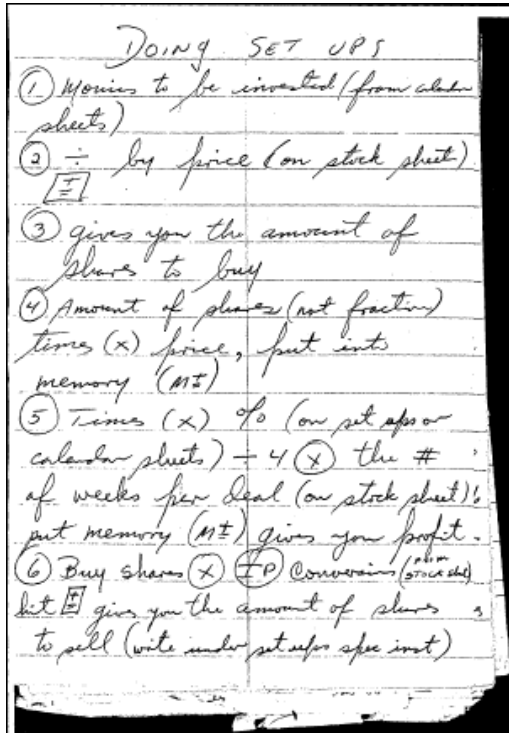 DOING SET UPS
① Monies to be invested (from calendar
sheets)
② ÷ by price (on stock sheet)
±
=
③ gives you the amount of
shares to buy
④ Amount of shares (not fraction)
times (x) price, put into
memory (M±)
⑤ Times (x) % (on set ups or
calendar sheets) ÷ 4 ⓧ the #
of weeks per deal (on stock sheet)
put memory (M±) gives you profit.
⑥ Buy shares ⓧ IP Conversions (FROM STOCK sheet)
hit ± = gives you the amount of shares
to sell (write under set ups spec inst)